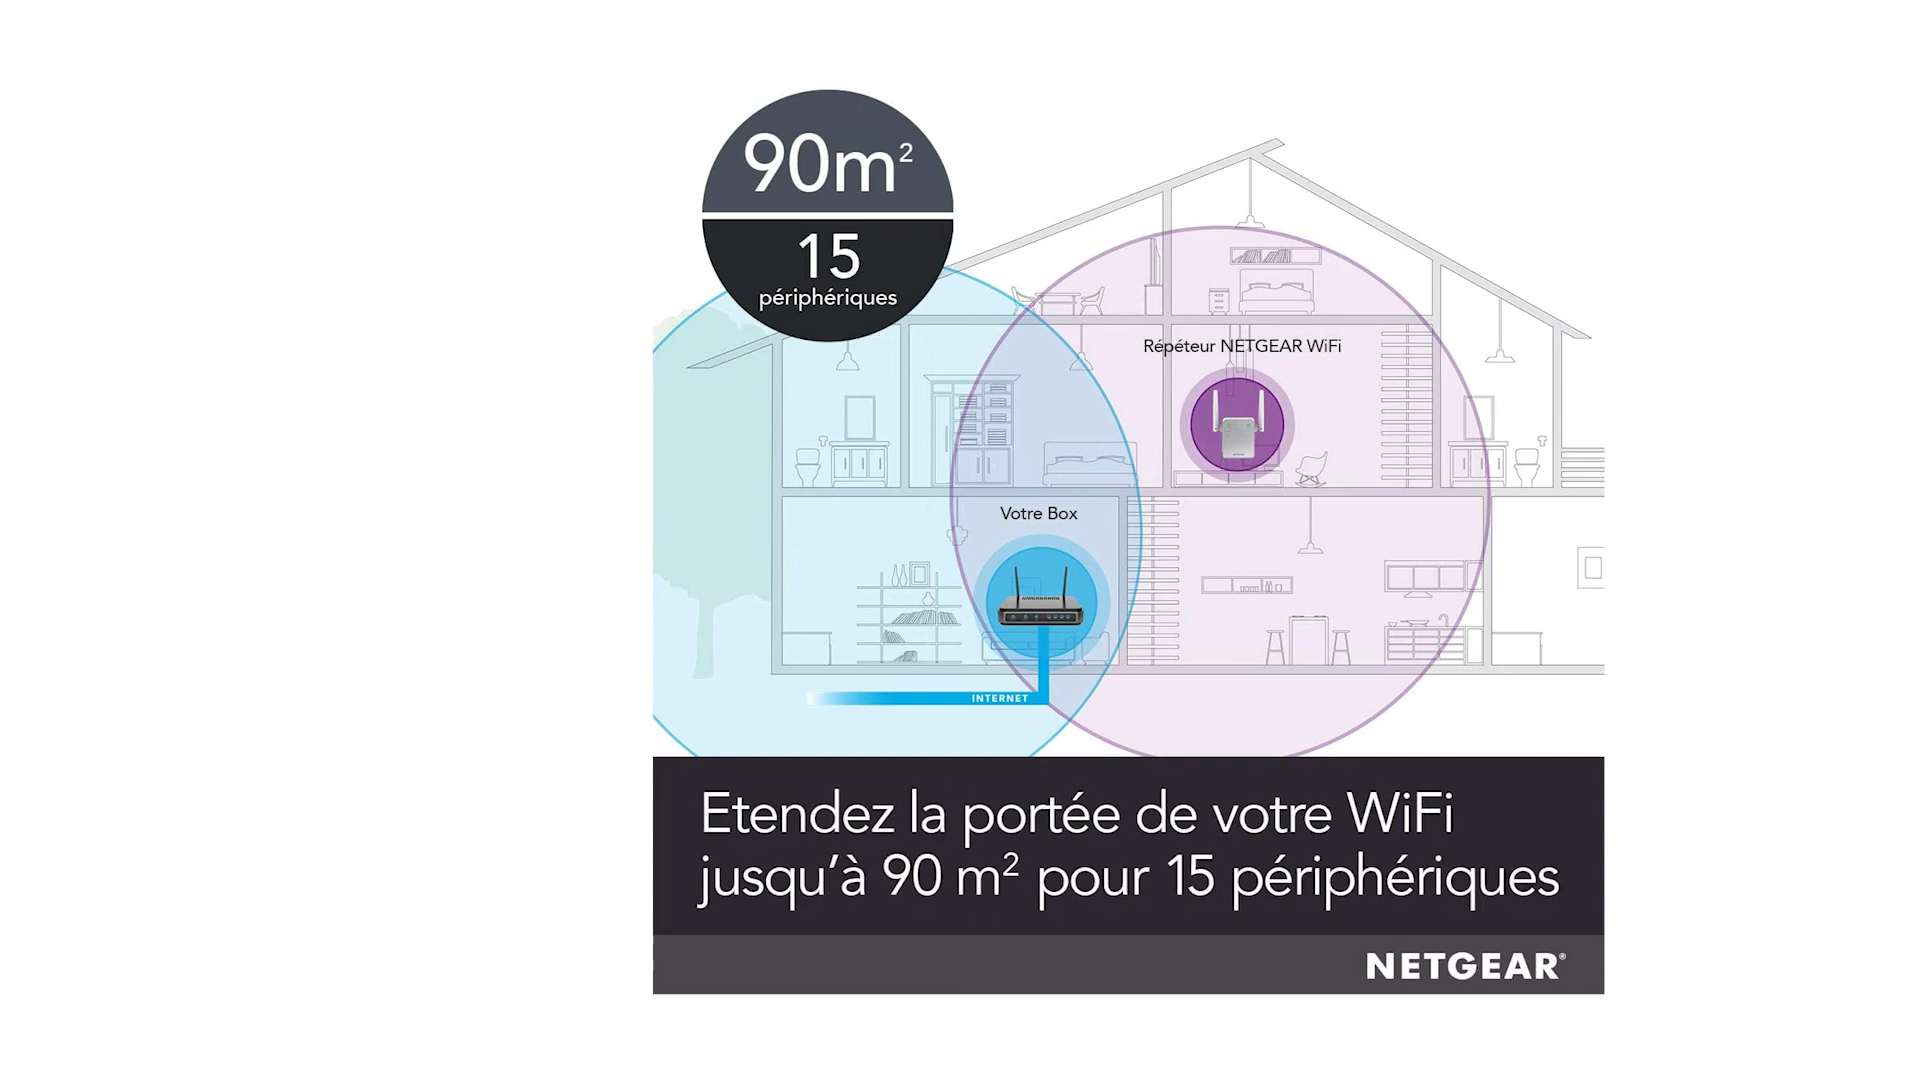 90m²
15
périphériques
Répéteur NETGEAR WiFi
Votre Box
INTERNET
Etendez la portée de votre WiFi
jusqu’à 90 m² pour 15 périphériques
NETGEAR®